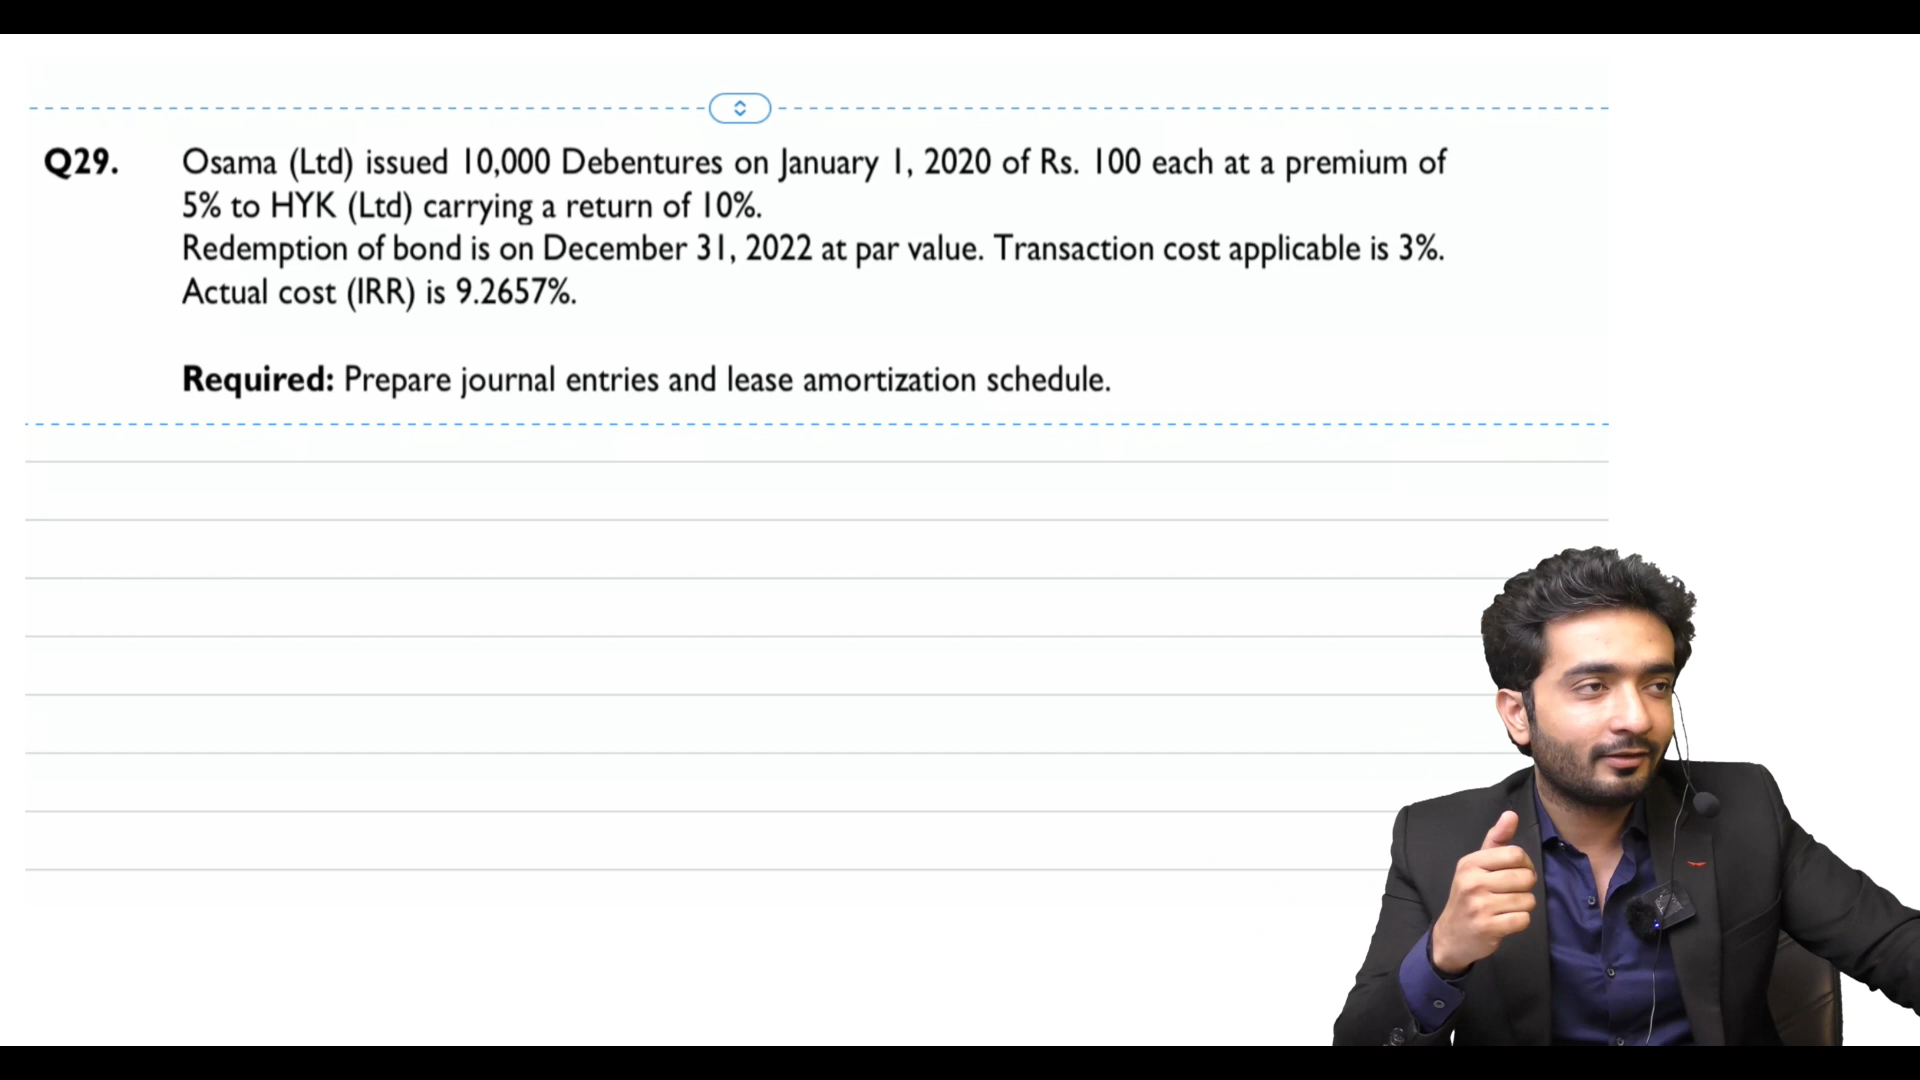 Q29. Osama (Ltd) issued 10,000 Debentures on January 1, 2020 of Rs. 100 each at a premium of
5% to HYK (Ltd) carrying a return of 10%.
Redemption of bond is on December 31, 2022 at par value. Transaction cost applicable is 3%.
Actual cost (IRR) is 9.2657%.
Required: Prepare journal entries and lease amortization schedule.